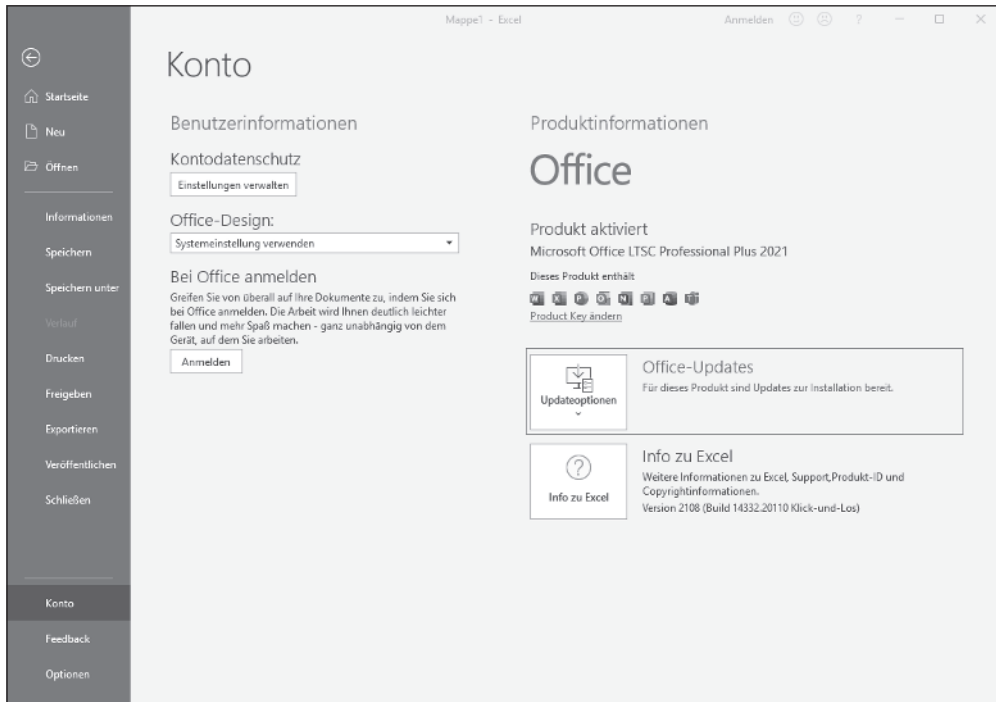 Mappe1 - Excel
Anmelden
?
Startseite
Neu
Öffnen
Informationen
Speichern
Speichern unter
Verlauf
Drucken
Freigeben
Exportieren
Veröffentlichen
Schließen
Konto
Feedback
Optionen
Konto
Benutzerinformationen
Kontodatenschutz
Einstellungen verwalten
Office-Design:
Systemeinstellung verwenden
Bei Office anmelden
Greifen Sie von überall auf Ihre Dokumente zu, indem Sie sich
bei Office anmelden. Die Arbeit wird Ihnen deutlich leichter
fallen und mehr Spaß machen - ganz unabhängig von dem
Gerät, auf dem Sie arbeiten.
Anmelden
Produktinformationen
Office
Produkt aktiviert
Microsoft Office LTSC Professional Plus 2021
Dieses Produkt enthält
Product Key ändern
Updateoptionen
Office-Updates
Für dieses Produkt sind Updates zur Installation bereit.
Info zu Excel
Info zu Excel
Weitere Informationen zu Excel, Support,Produkt-ID und
Copyrightinformationen.
Version 2108 (Build 14332.20110 Klick-und-Los)